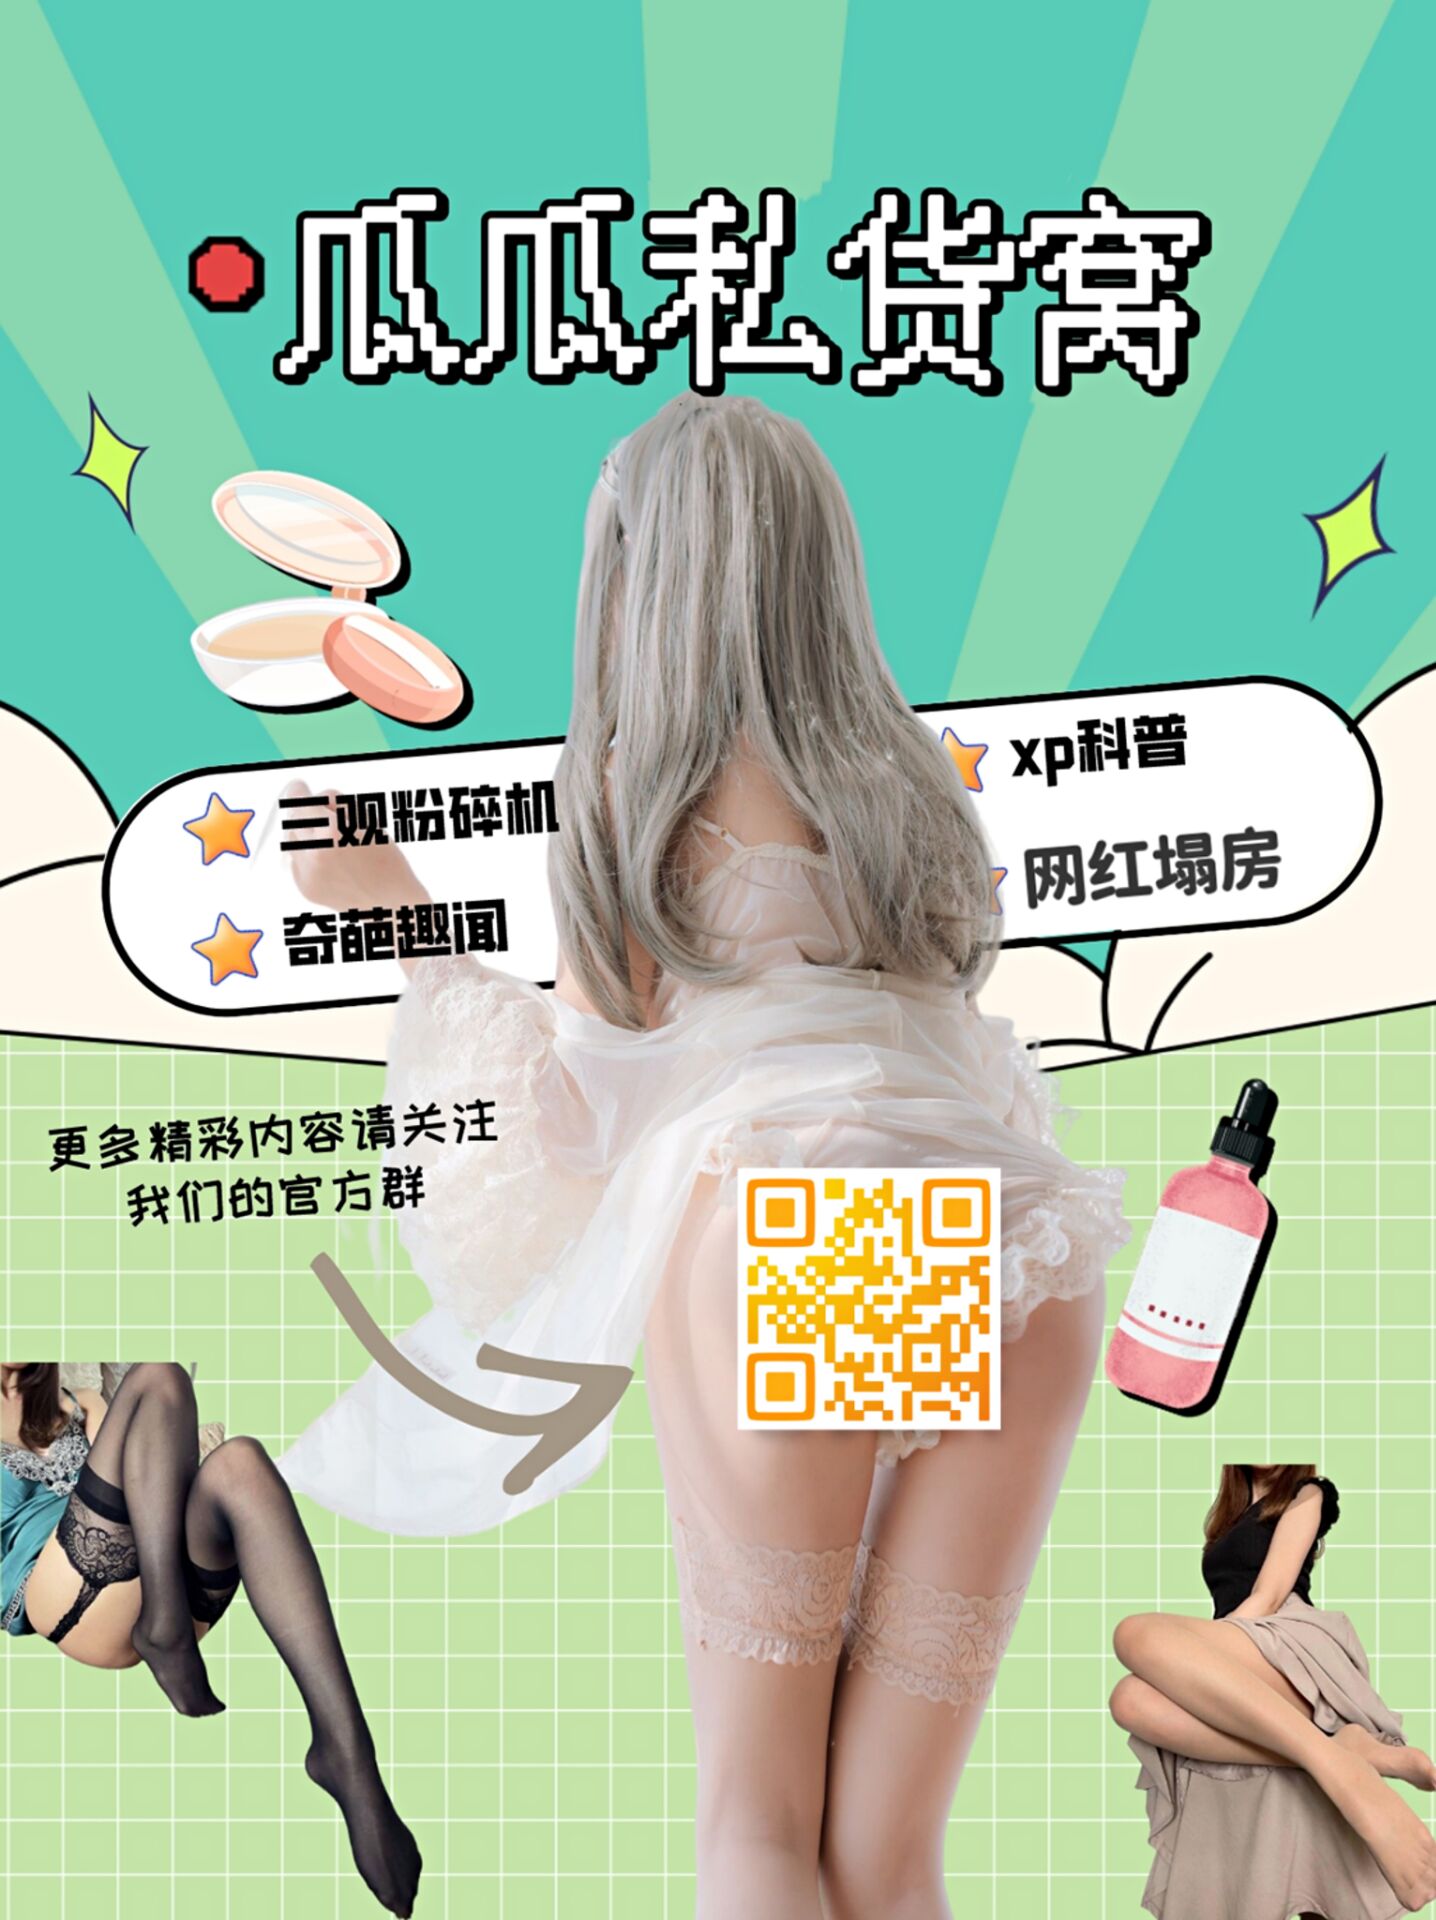 瓜瓜私货窝
三观粉碎机
xp科普
奇葩趣闻
网红塌房
更多精彩内容请关注
我们的官方群